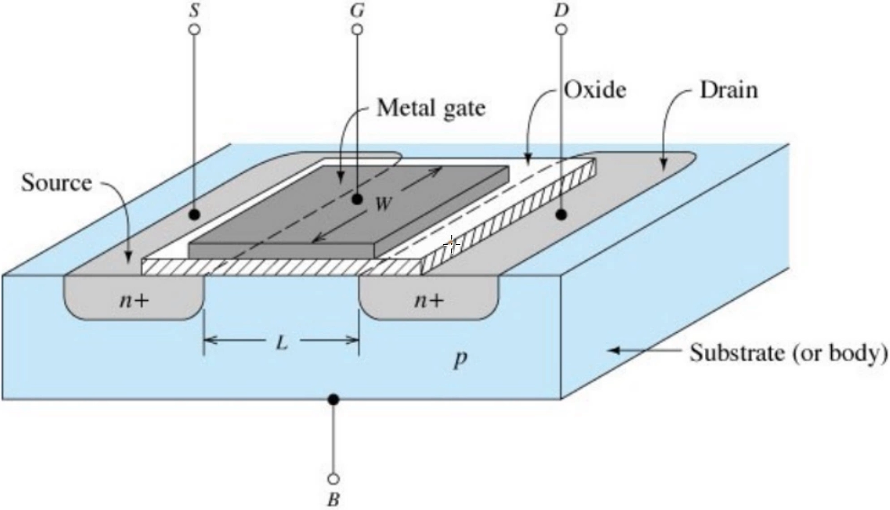 S
G
D
Metal gate
Oxide
Drain
Source
W
n+
n+
L
p
Substrate (or body)
B